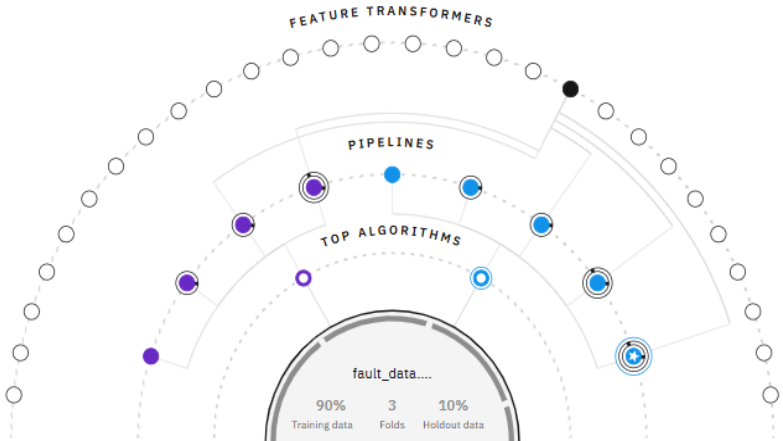 FEATURE TRANSFORMERS
PIPELINES
TOP ALGORITHMS
fault_data....
90% 3 10%
Training data Folds Holdout data